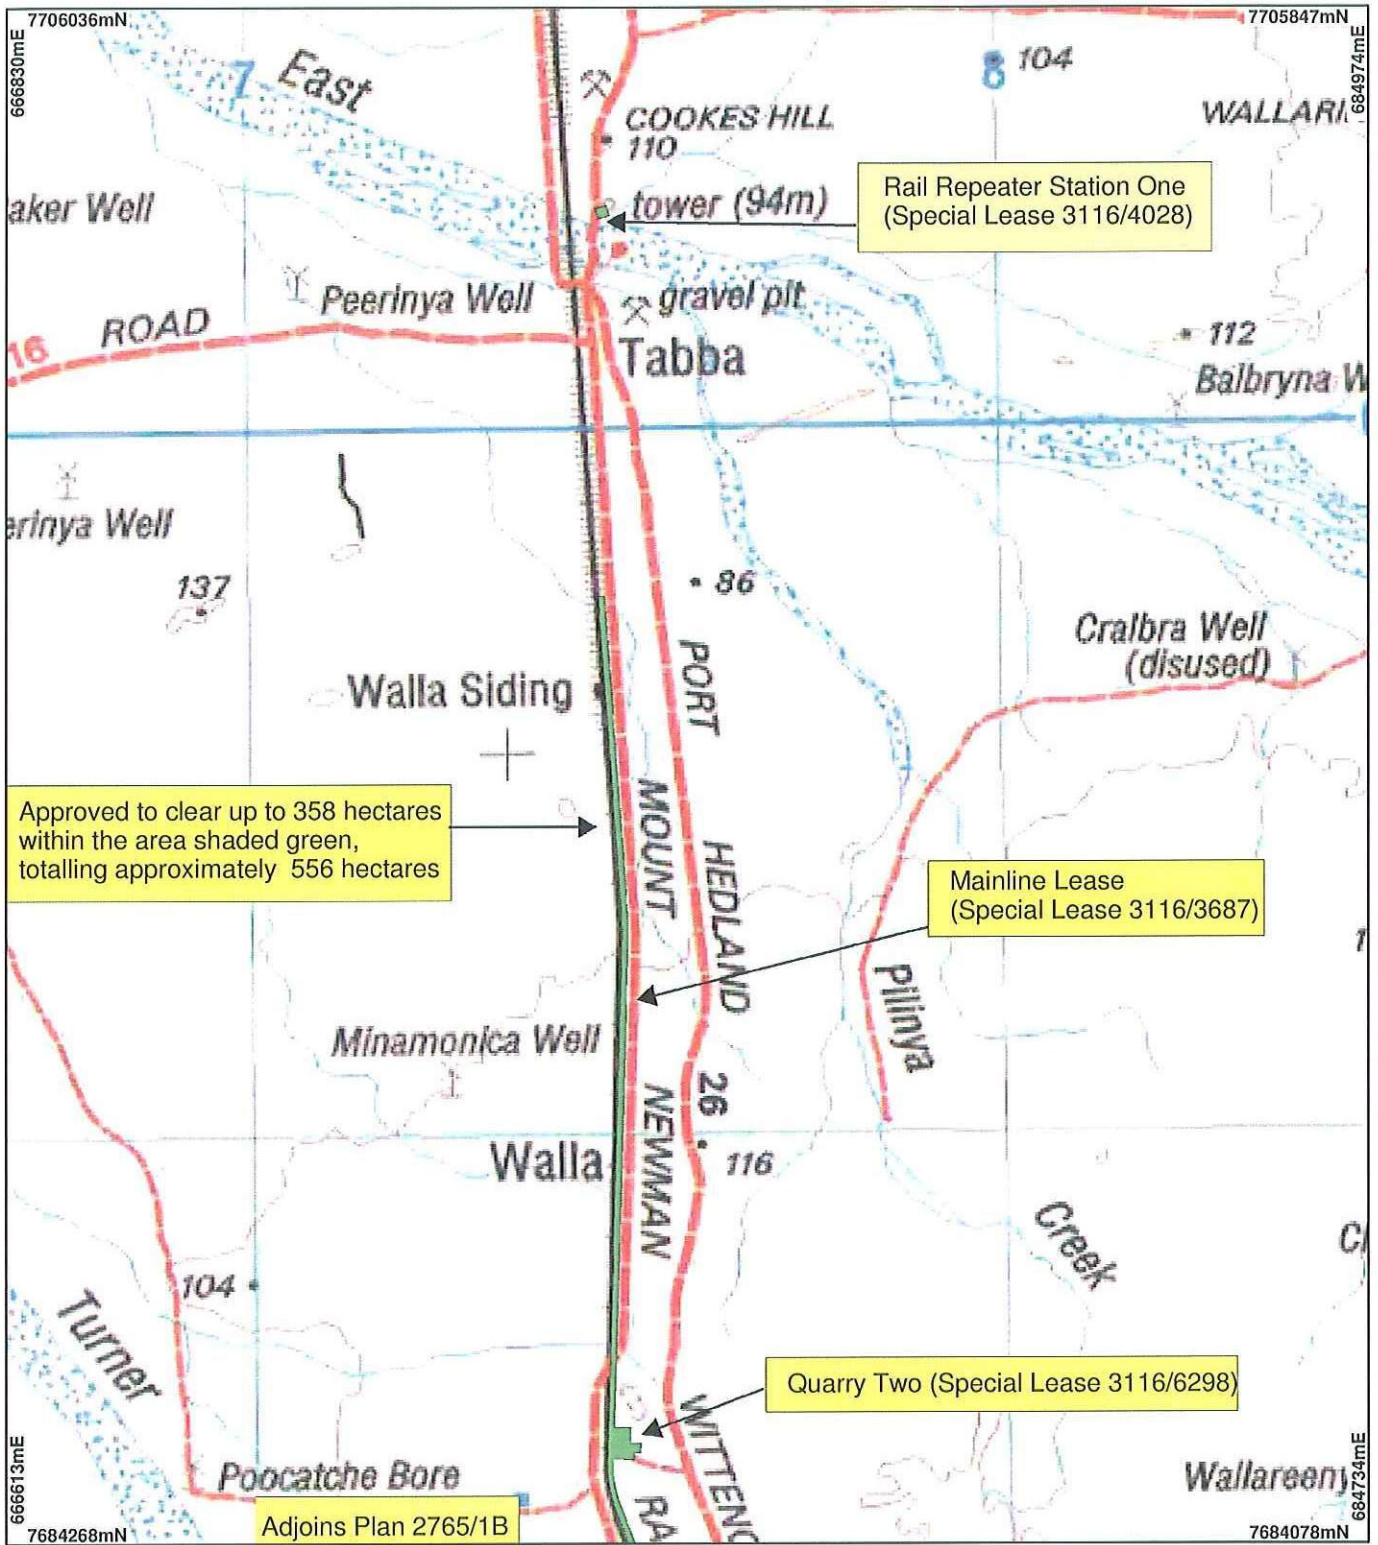 7706036mN
7705847mN
666830mE
684974mE
7
East
8
104
COOKES HILL
110
WALLARI
Rail Repeater Station One
(Special Lease 3116/4028)
aker Well
tower (94m)
Peerinya Well
gravel pit
16
ROAD
Tabba
112
Balbryna W
erinya Well
137
86
Cralbra Well
(disused)
Walla Siding
PORT
Approved to clear up to 358 hectares
within the area shaded green,
totalling approximately 556 hectares
MOUNT
HEDLAND
Mainline Lease
(Special Lease 3116/3687)
1
Pilinya
Minamonica Well
26
NEWMAN
Walla
116
Creek
104
Turner
Quarry Two (Special Lease 3116/6298)
WITTENO
Poocatche Bore
RA
Wallareeny
666613mE
684734mE
Adjoins Plan 2765/1B
7684268mN
7684078mN